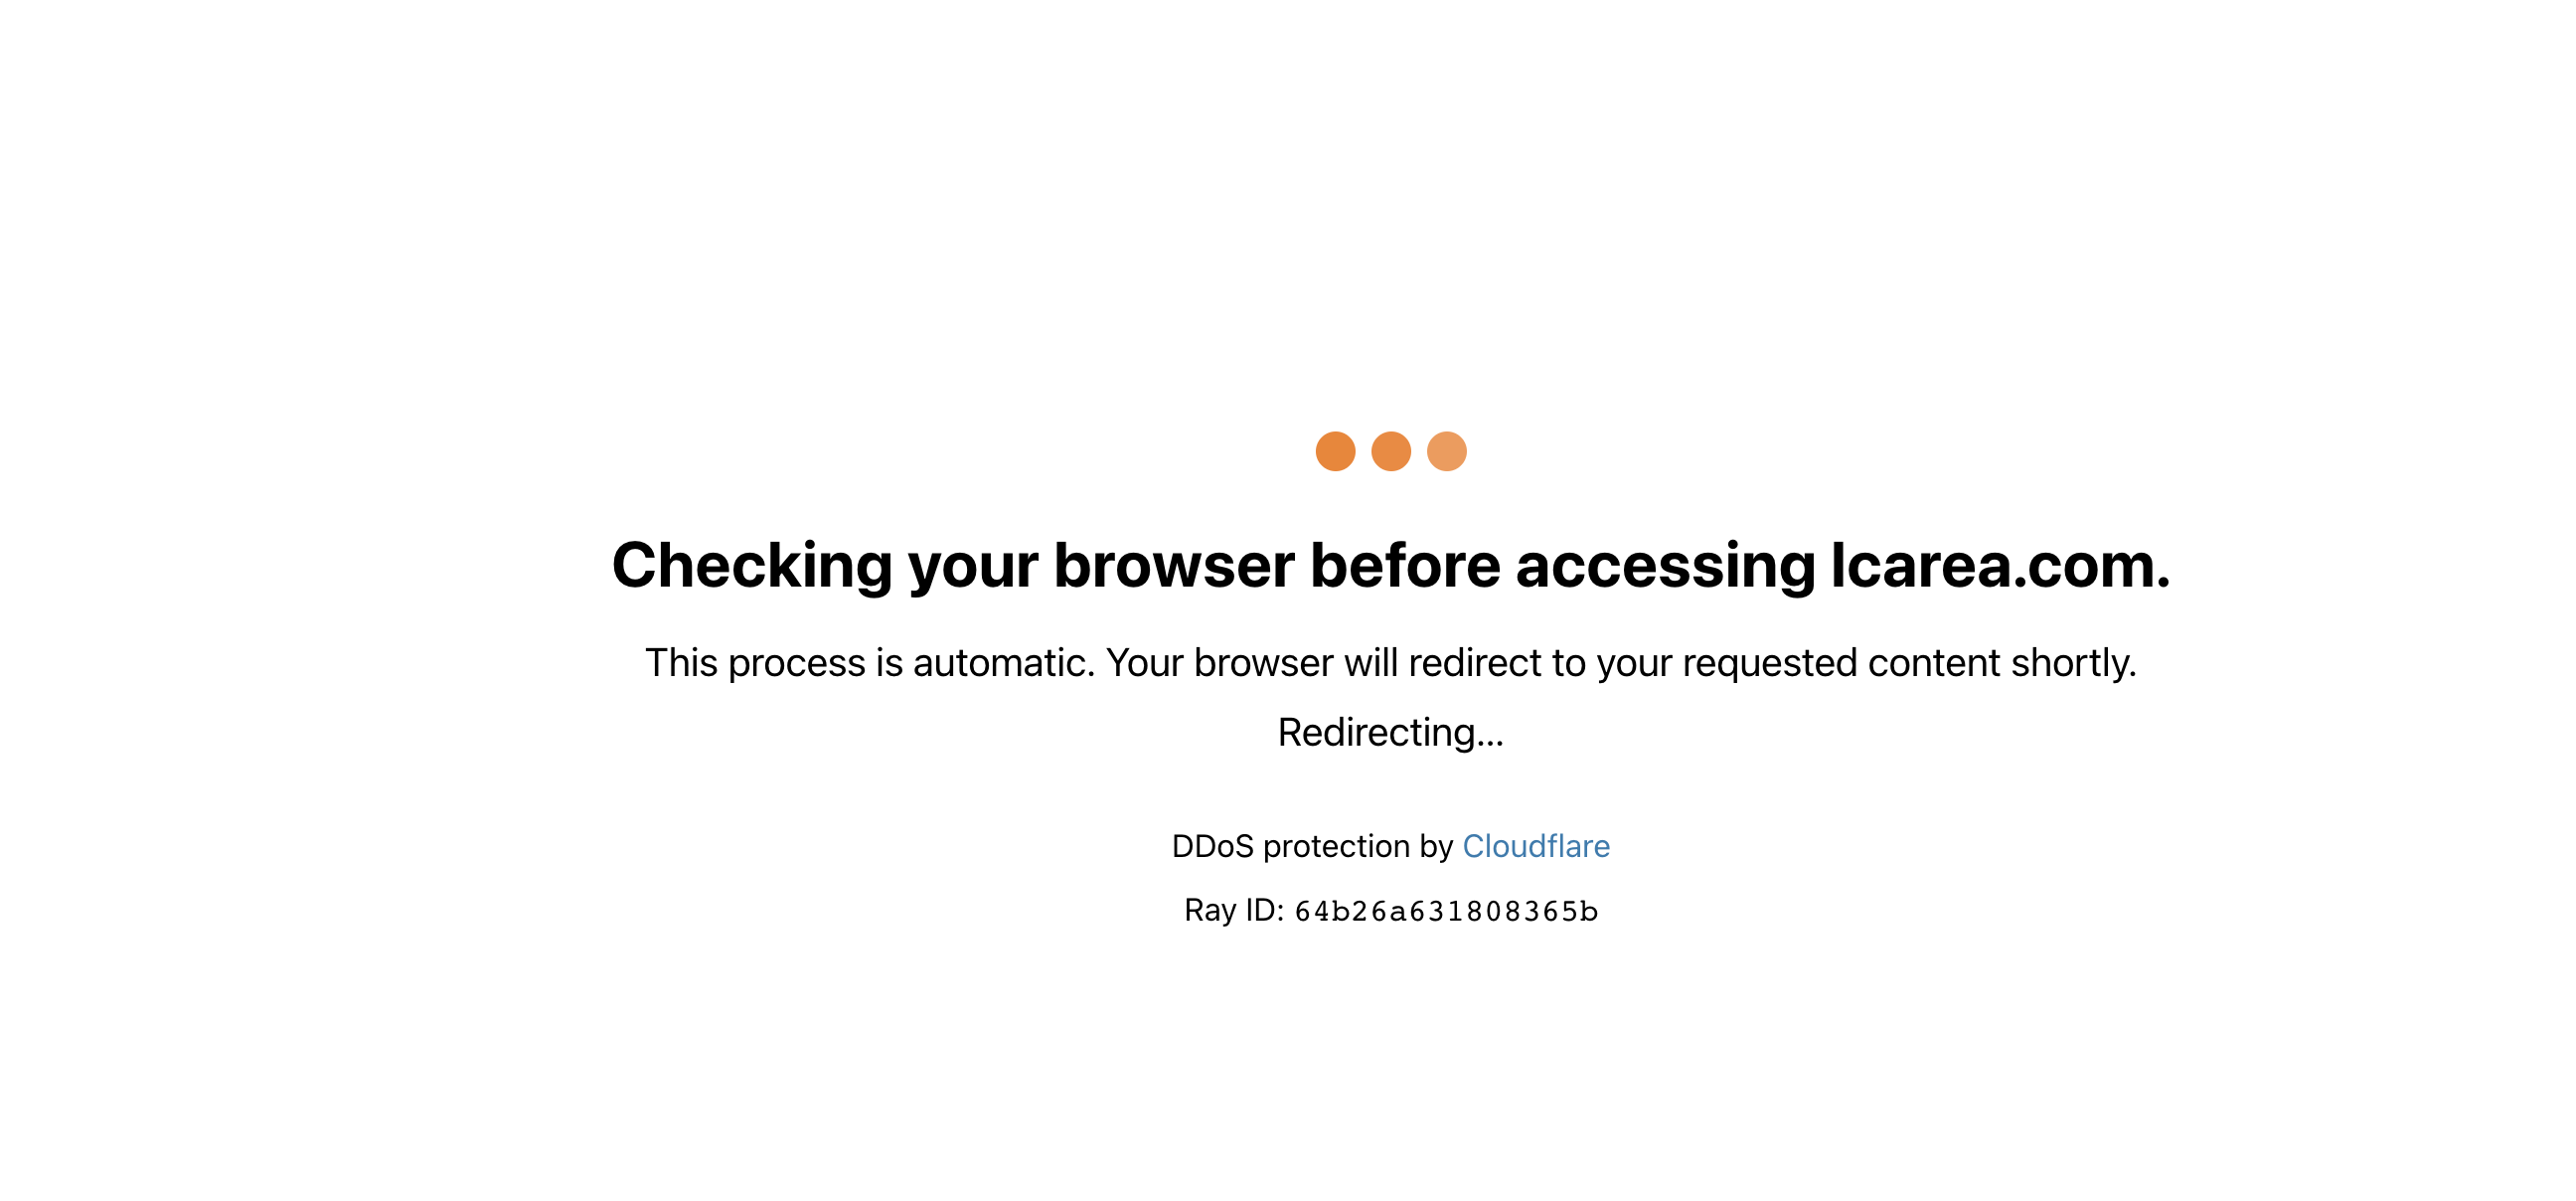 Checking your browser before accessing lcarea.com.
This process is automatic. Your browser will redirect to your requested content shortly.
Redirecting...
DDoS protection by Cloudflare
Ray ID: 64b26a631808365b